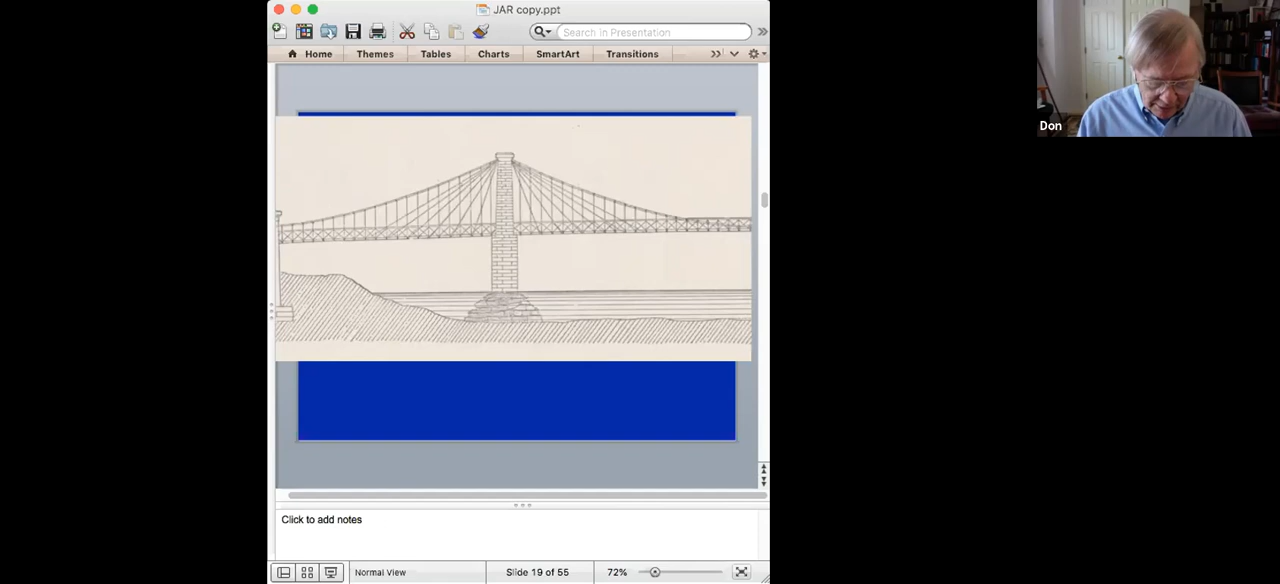 JAR copy.ppt
Search in Presentation
Home Themes Tables Charts SmartArt Transitions
Don
Click to add notes
Normal View Slide 19 of 55 72%